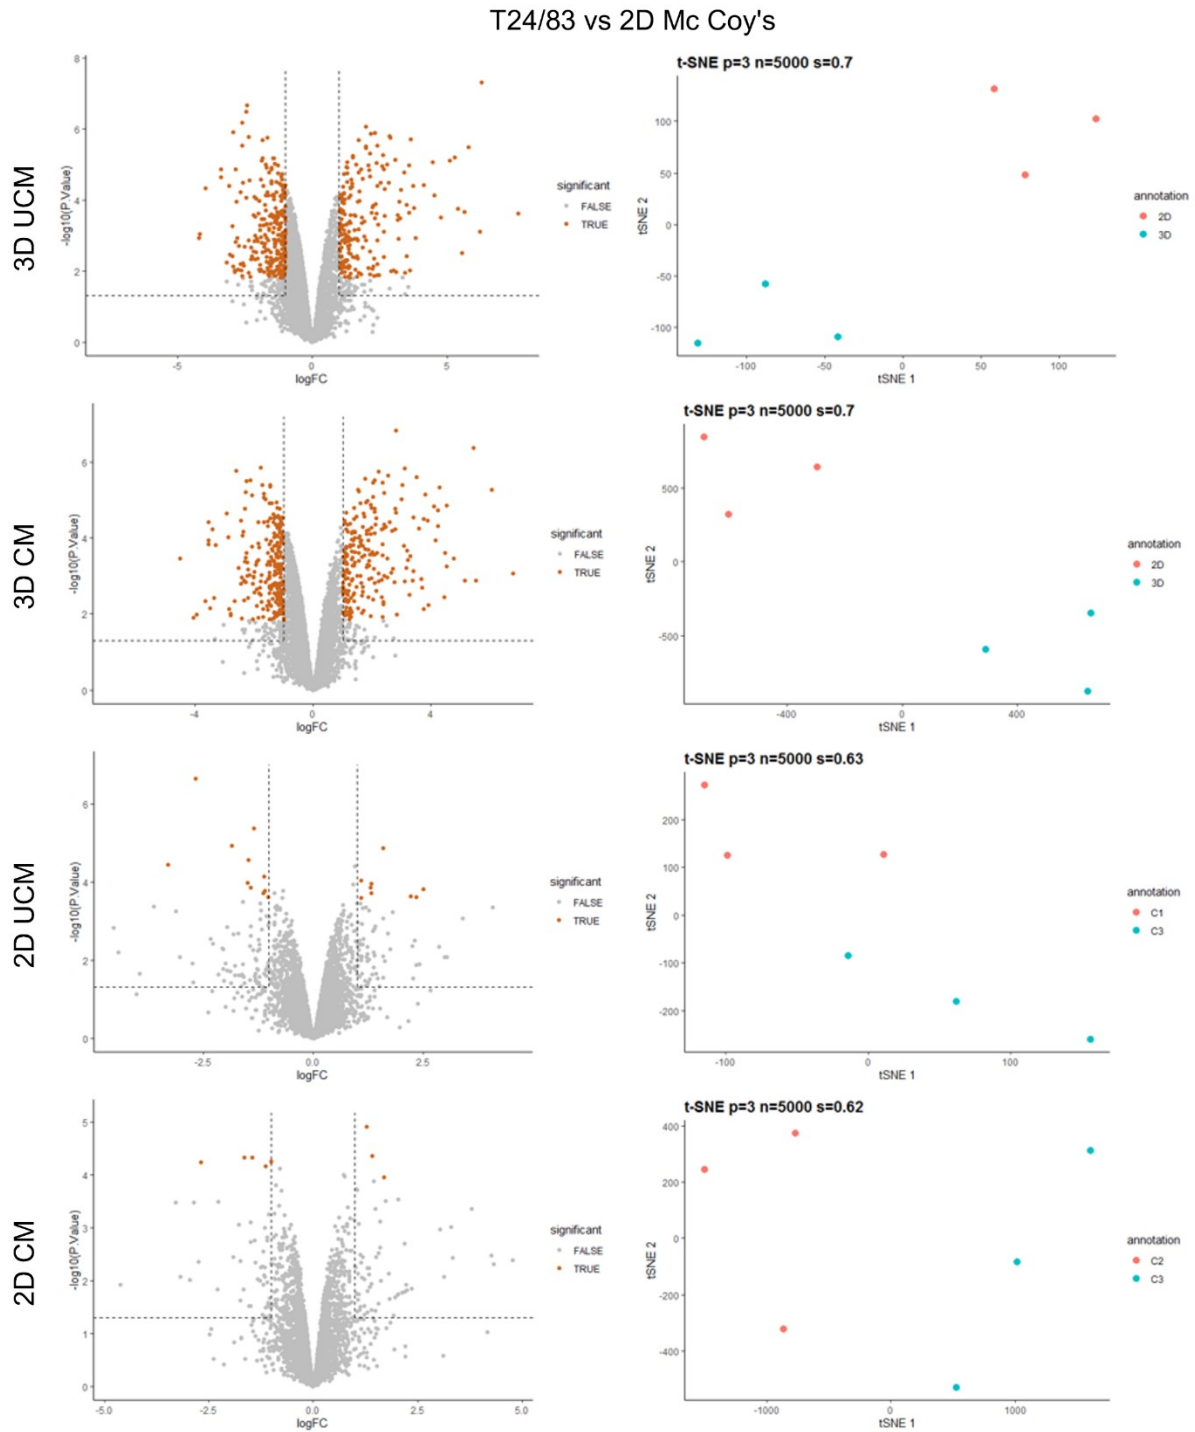 T24/83 vs 2D Mc Coy's
3D UCM
8
6
4
2
0
-log10(P.Value)
-5
0
5
logFC
significant
FALSE
TRUE
t-SNE p=3 n=5000 s=0.7
100
50
0
-50
-100
tSNE 2
-100
-50
0
50
100
tSNE 1
annotation
2D
3D
3D CM
6
4
2
0
-log10(P.Value)
-4
0
4
logFC
significant
FALSE
TRUE
t-SNE p=3 n=5000 s=0.7
500
0
-500
tSNE 2
-400
0
400
tSNE 1
annotation
2D
3D
2D UCM
6
4
2
0
-log10(P.Value)
-2.5
0.0
2.5
logFC
significant
FALSE
TRUE
t-SNE p=3 n=5000 s=0.63
200
100
0
-100
-200
tSNE 2
-100
0
100
tSNE 1
annotation
C1
C3
2D CM
5
4
3
2
1
0
-log10(P.Value)
-5.0
-2.5
0.0
2.5
5.0
logFC
significant
FALSE
TRUE
t-SNE p=3 n=5000 s=0.62
400
200
0
-200
-400
tSNE 2
-1000
0
1000
tSNE 1
annotation
C2
C3